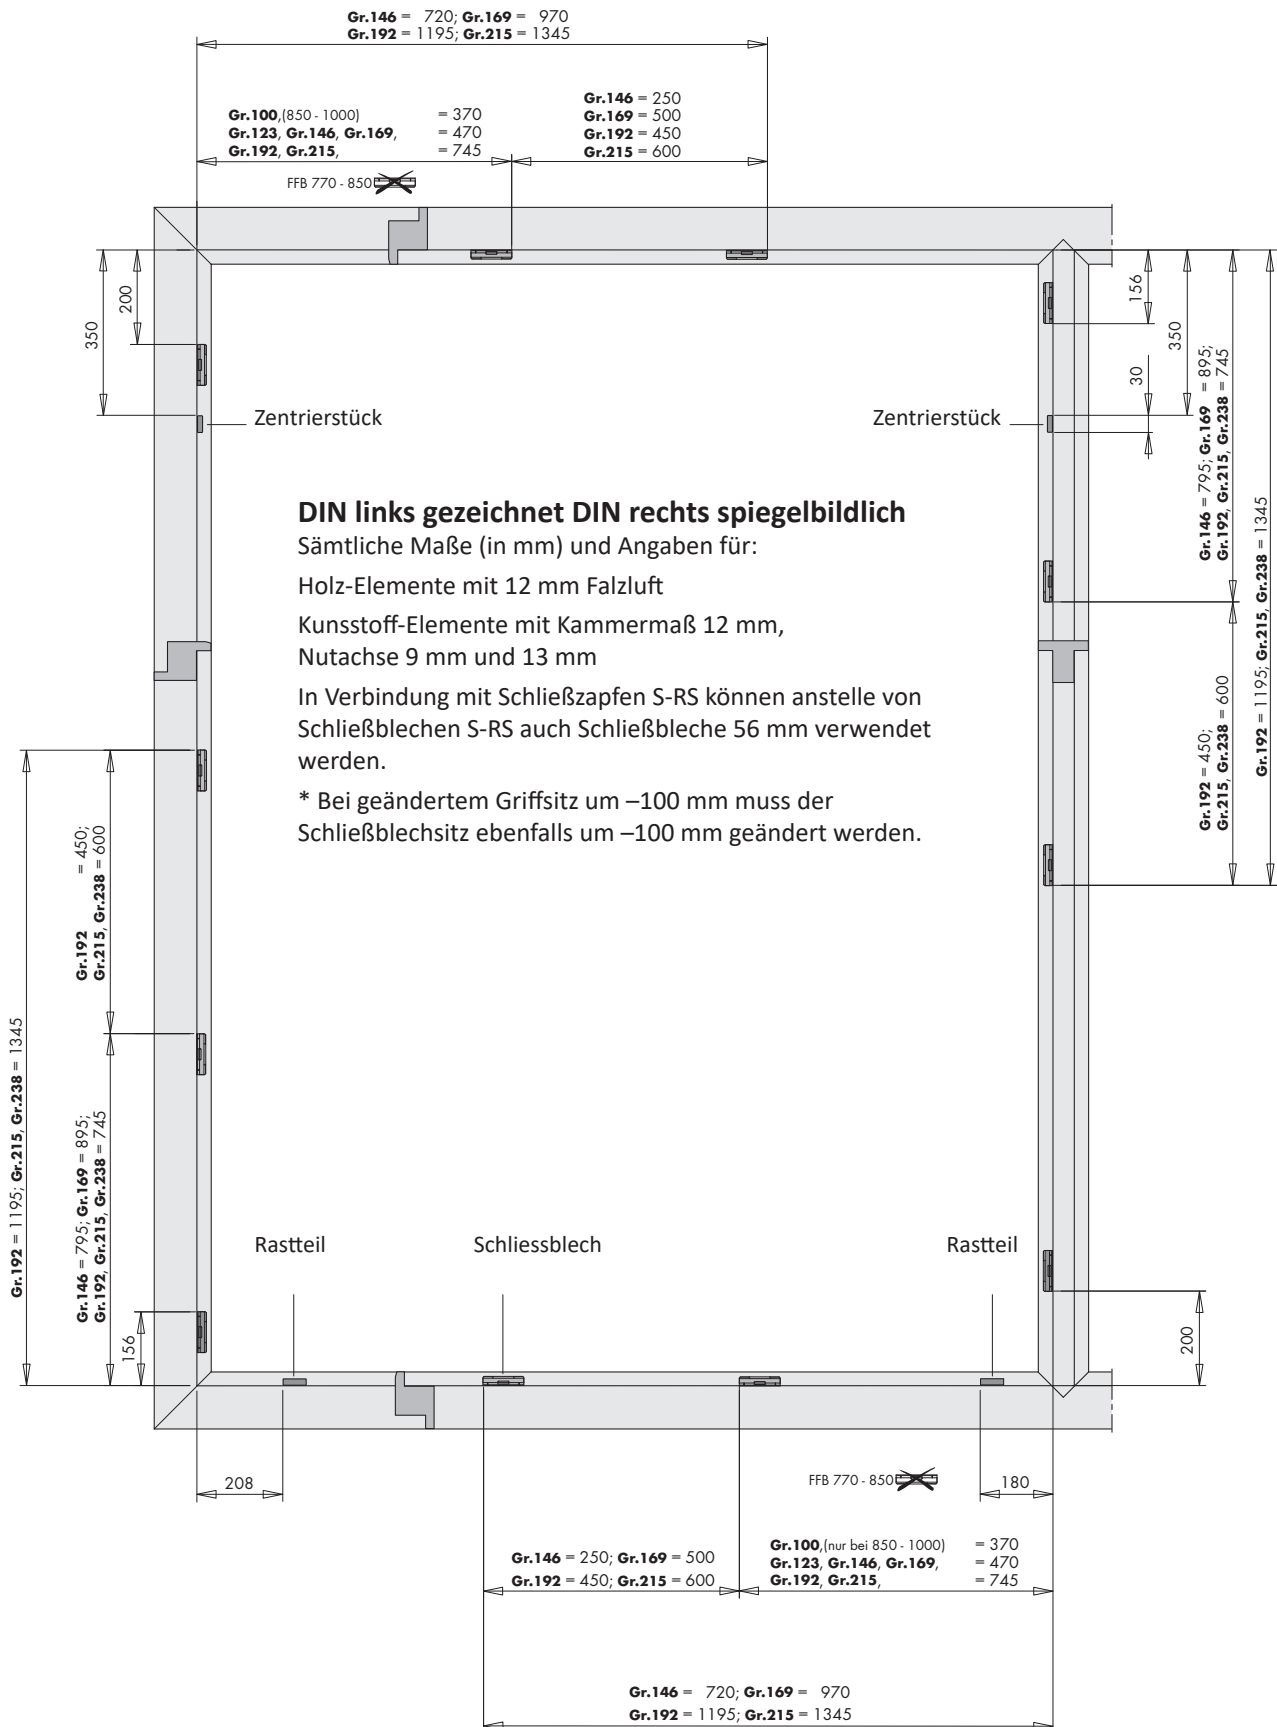 Gr.146 = 720; Gr.169 = 970
Gr.192 = 1195; Gr.215 = 1345
Gr.100,(850 - 1000) = 370
Gr.123, Gr.146, Gr.169, = 470
Gr.192, Gr.215, = 745
Gr.146 = 250
Gr.169 = 500
Gr.192 = 450
Gr.215 = 600
FFB 770 - 850
200
350
156
350
30
Gr.146 = 795; Gr.169 = 895;
Gr.192, Gr.215, Gr.238 = 745
Gr.192 = 1195; Gr.215, Gr.238 = 1345
Gr.192 = 450;
Gr.215, Gr.238 = 600
Zentrierstück
Zentrierstück
DIN links gezeichnet DIN rechts spiegelbildlich
Sämtliche Maße (in mm) und Angaben für:
Holz-Elemente mit 12 mm Falzluft
Kunsstoff-Elemente mit Kammermaß 12 mm,
Nutachse 9 mm und 13 mm
In Verbindung mit Schließzapfen S-RS können anstelle von
Schließblechen S-RS auch Schließbleche 56 mm verwendet
werden.
* Bei geändertem Griffsitz um –100 mm muss der
Schließblechsitz ebenfalls um –100 mm geändert werden.
Gr.192 = 450;
Gr.215, Gr.238 = 600
Gr.192 = 1195; Gr.215, Gr.238 = 1345
Gr.146 = 795; Gr.169 = 895;
Gr.192, Gr.215, Gr.238 = 745
156
Rastteil
Schliessblech
Rastteil
200
208
FFB 770 - 850
180
Gr.146 = 250; Gr.169 = 500
Gr.192 = 450; Gr.215 = 600
Gr.100,(nur bei 850 - 1000) = 370
Gr.123, Gr.146, Gr.169, = 470
Gr.192, Gr.215, = 745
Gr.146 = 720; Gr.169 = 970
Gr.192 = 1195; Gr.215 = 1345